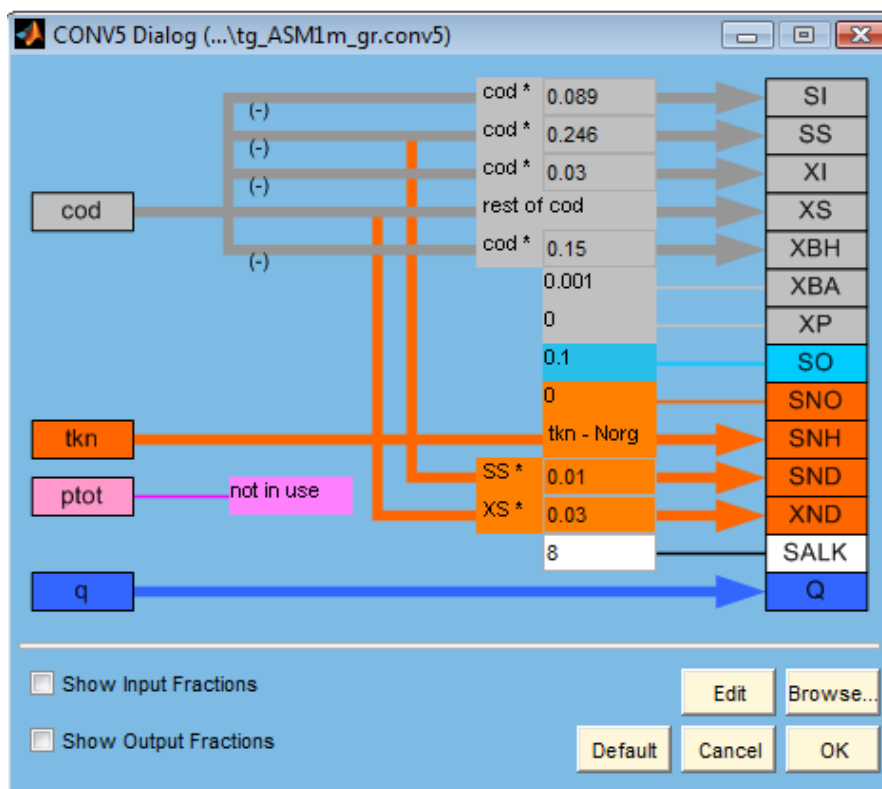 CONV5 Dialog (...\tg_ASM1m_gr.conv5)
cod * 0.089 SI
(-)
cod * 0.246 SS
(-)
cod * 0.03 XI
(-)
cod rest of cod XS
cod * 0.15 XBH
(-)
0.001 XBA
0 XP
0.1 SO
0 SNO
tkn tkn - Norg SNH
SS * 0.01 SND
ptot not in use
XS * 0.03 XND
8 SALK
q Q
Show Input Fractions Edit Browse...
Show Output Fractions Default Cancel OK